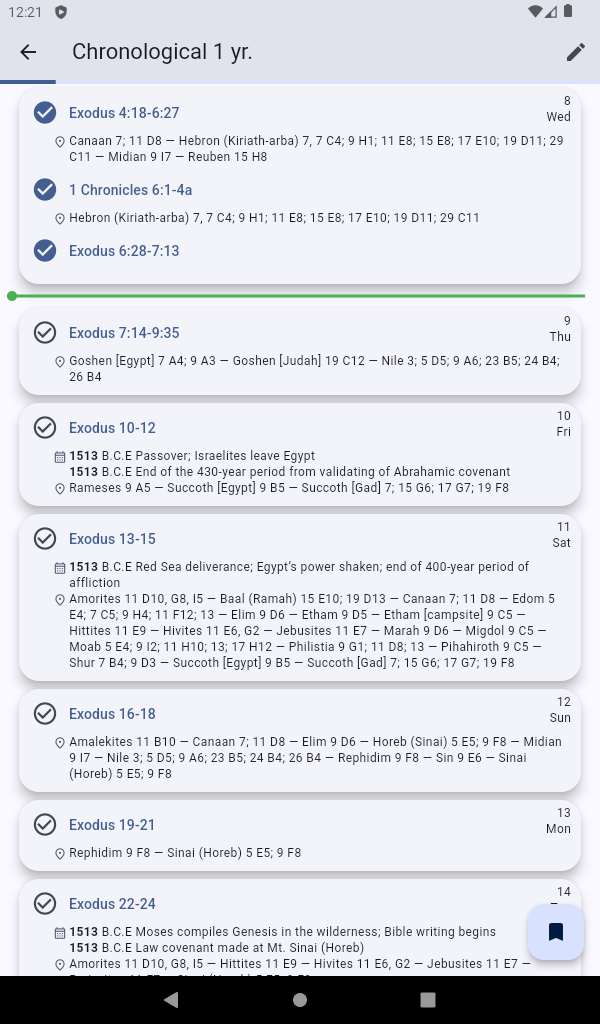 12:21
Chronological 1 yr.
8
Exodus 4:18-6:27
Wed
Canaan 7; 11 D8 — Hebron (Kiriath-arba) 7, 7 C4; 9 H1; 11 E8; 15 E8; 17 E10; 19 D11; 29
C11 — Midian 9 I7 — Reuben 15 H8
1 Chronicles 6:1-4a
Hebron (Kiriath-arba) 7, 7 C4; 9 H1; 11 E8; 15 E8; 17 E10; 19 D11; 29 C11
Exodus 6:28-7:13
9
Exodus 7:14-9:35
Thu
Goshen [Egypt] 7 A4; 9 A3 — Goshen [Judah] 19 C12 — Nile 3; 5 D5; 9 A6; 23 B5; 24 B4;
26 B4
10
Exodus 10-12
Fri
1513 B.C.E Passover; Israelites leave Egypt
1513 B.C.E End of the 430-year period from validating of Abrahamic covenant
Rameses 9 A5 — Succoth [Egypt] 9 B5 — Succoth [Gad] 7; 15 G6; 17 G7; 19 F8
11
Exodus 13-15
Sat
1513 B.C.E Red Sea deliverance; Egypt’s power shaken; end of 400-year period of
affliction
Amorites 11 D10, G8, I5 — Baal (Ramah) 15 E10; 19 D13 — Canaan 7; 11 D8 — Edom 5
E4; 7 C5; 9 H4; 11 F12; 13 — Elim 9 D6 — Etham 9 D5 — Etham [campsite] 9 C5 —
Hittites 11 E9 — Hivites 11 E6, G2 — Jebusites 11 E7 — Marah 9 D6 — Migdol 9 C5 —
Moab 5 E4; 9 I2; 11 H10; 13; 17 H12 — Philistia 9 G1; 11 D8; 13 — Pihahiroth 9 C5 —
Shur 7 B4; 9 D3 — Succoth [Egypt] 9 B5 — Succoth [Gad] 7; 15 G6; 17 G7; 19 F8
12
Exodus 16-18
Sun
Amalekites 11 B10 — Canaan 7; 11 D8 — Elim 9 D6 — Horeb (Sinai) 5 E5; 9 F8 — Midian
9 I7 — Nile 3; 5 D5; 9 A6; 23 B5; 24 B4; 26 B4 — Rephidim 9 F8 — Sin 9 E6 — Sinai
(Horeb) 5 E5; 9 F8
13
Exodus 19-21
Mon
Rephidim 9 F8 — Sinai (Horeb) 5 E5; 9 F8
14
Exodus 22-24
1513 B.C.E Moses compiles Genesis in the wilderness; Bible writing begins
1513 B.C.E Law covenant made at Mt. Sinai (Horeb)
Amorites 11 D10, G8, I5 — Hittites 11 E9 — Hivites 11 E6, G2 — Jebusites 11 E7 —